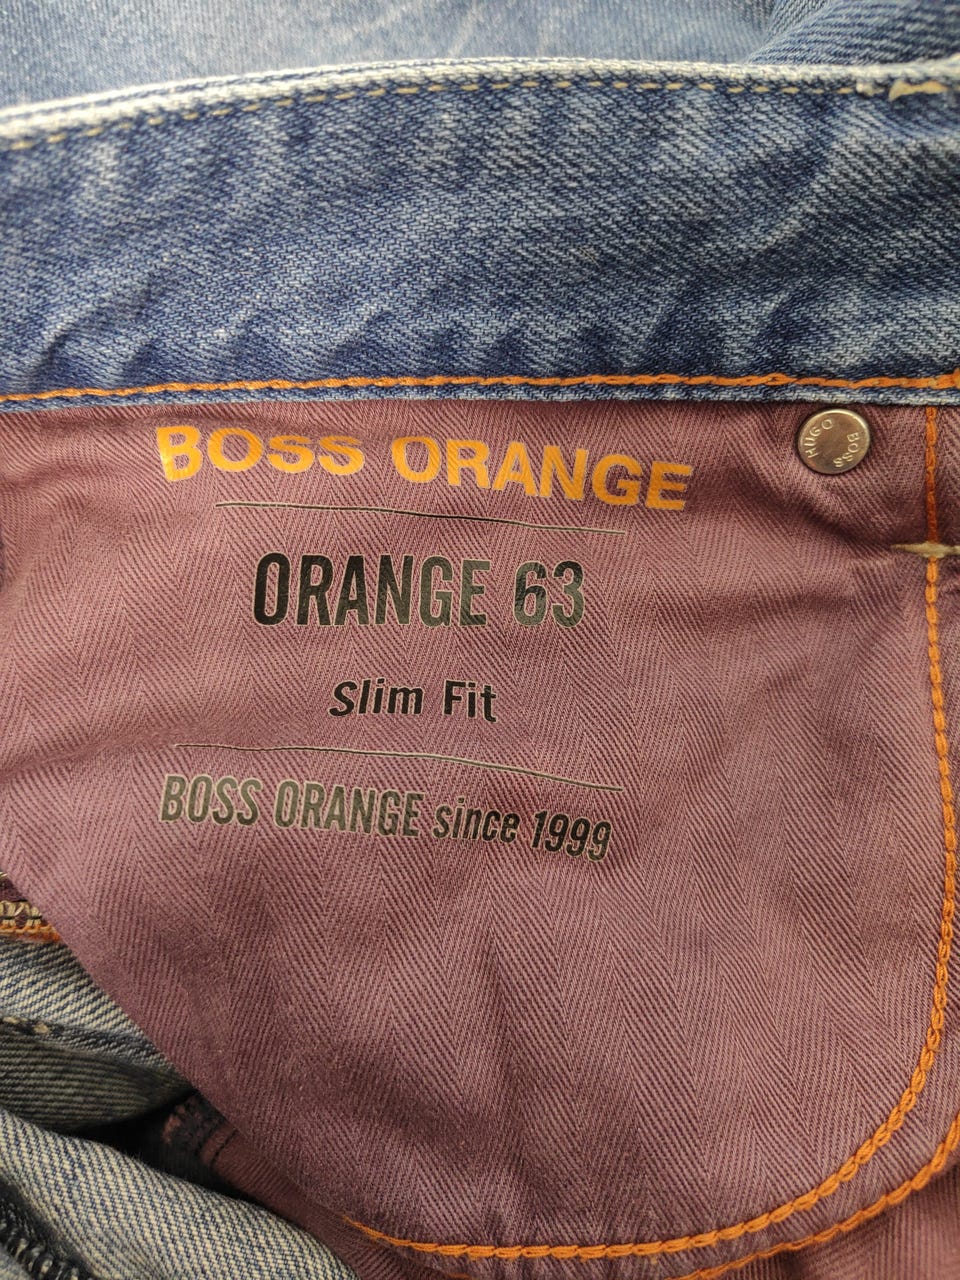 BOSS ORANGE
HUGO BOSS
ORANGE 63
Slim Fit
BOSS ORANGE since 1999